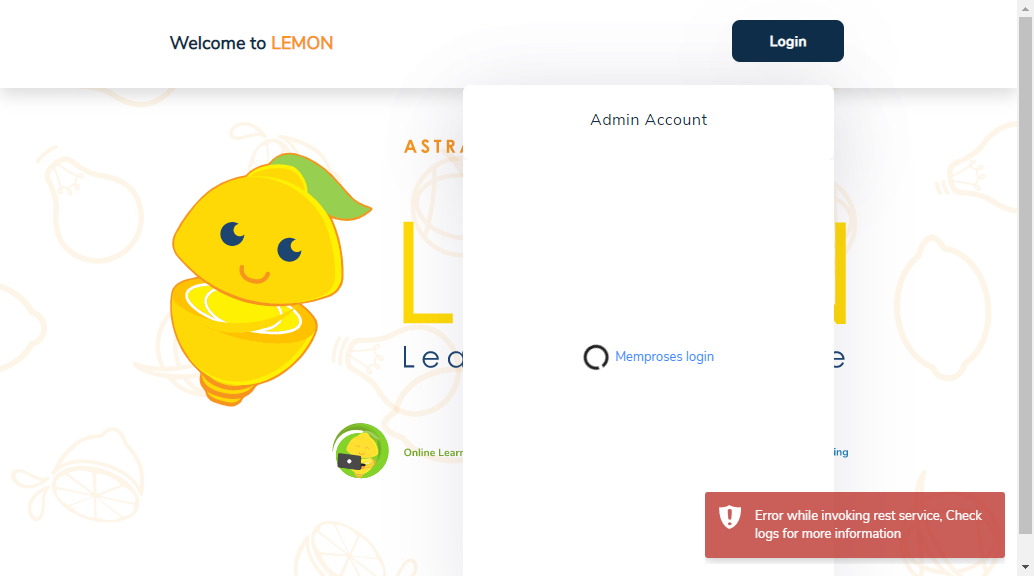 Welcome to LEMON
Login
Admin Account
ASTRA
L
Lea
e
Memproses login
Online Learn
ing
Error while invoking rest service, Check
logs for more information